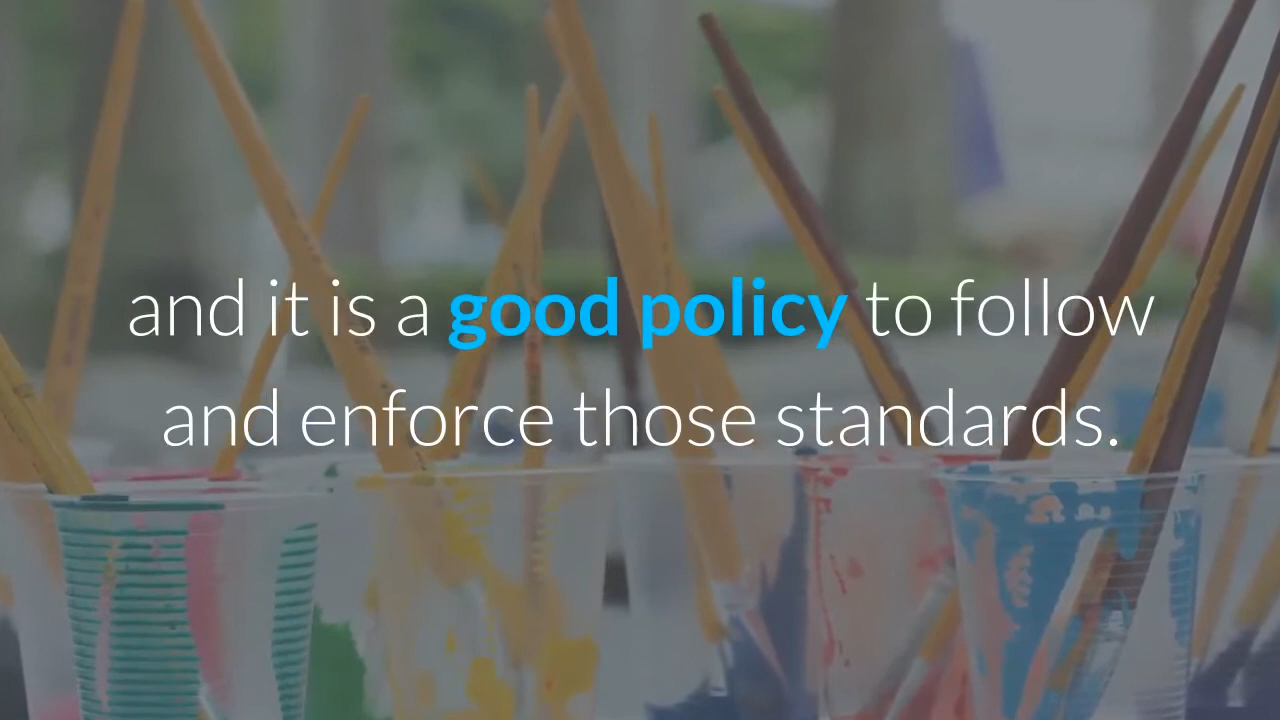 and it is a good policy to follow
and enforce those standards.